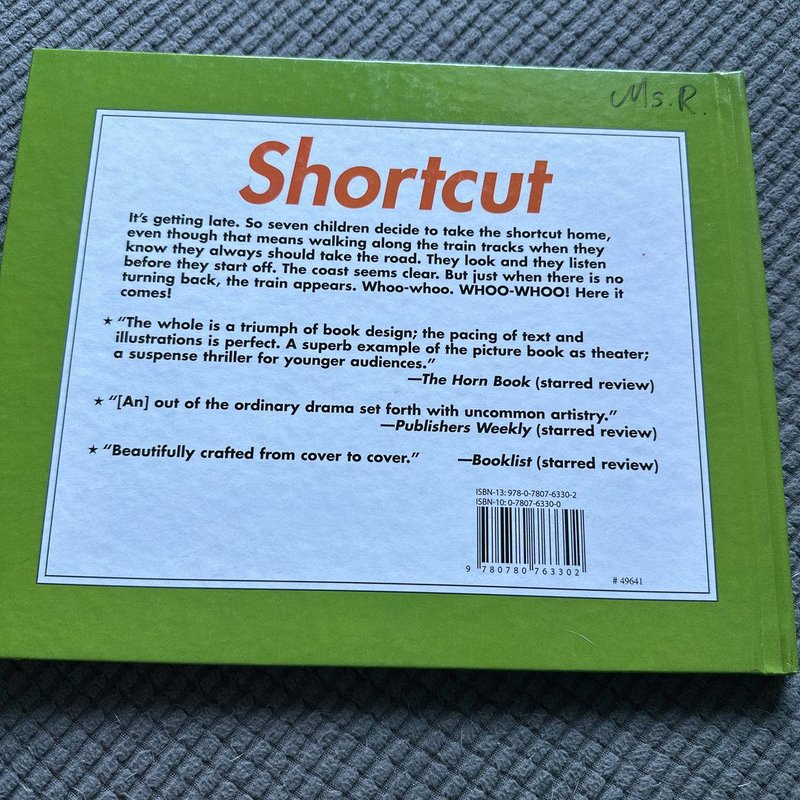 Ms. R.
Shortcut
It's getting late. So seven children decide to take the shortcut home,
even though that means walking along the train tracks when they
know they always should take the road. They look and they listen
before they start off. The coast seems clear. But just when there is no
turning back, the train appears. Whoo-whoo. WHOO-WHOO! Here it
comes!
★ “The whole is a triumph of book design; the pacing of text and
illustrations is perfect. A superb example of the picture book as theater;
a suspense thriller for younger audiences.”
—The Horn Book (starred review)
★ “[An] out of the ordinary drama set forth with uncommon artistry.”
—Publishers Weekly (starred review)
★ “Beautifully crafted from cover to cover.” —Booklist (starred review)
ISBN-13: 978-0-7807-6330-2
ISBN-10: 0-7807-6330-0
9 780780 763302
# 49641